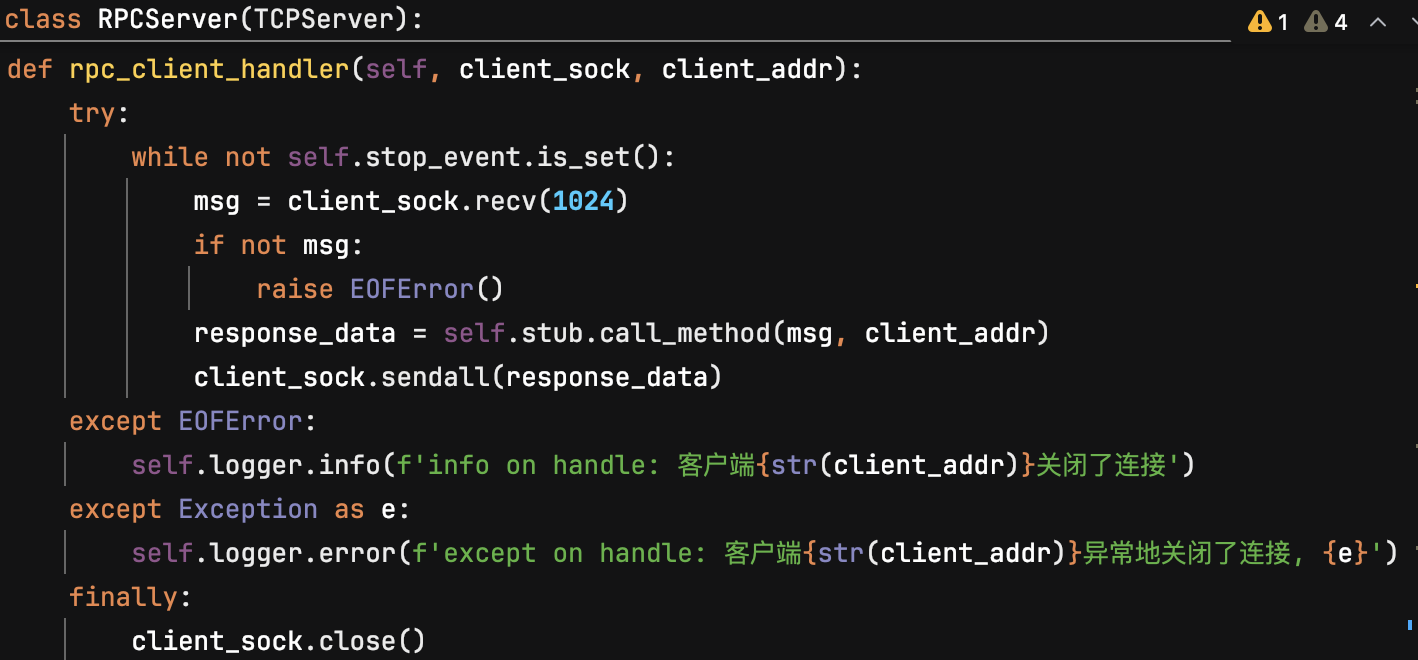 class RPCServer(TCPServer):
1 4
def rpc_client_handler(self, client_sock, client_addr):
    try:
        while not self.stop_event.is_set():
            msg = client_sock.recv(1024)
            if not msg:
                raise EOFError()
            response_data = self.stub.call_method(msg, client_addr)
            client_sock.sendall(response_data)
    except EOFError:
        self.logger.info(f'info on handle: 客户端{str(client_addr)}关闭了连接')
    except Exception as e:
        self.logger.error(f'except on handle: 客户端{str(client_addr)}异常地关闭了连接, {e}')
    finally:
        client_sock.close()